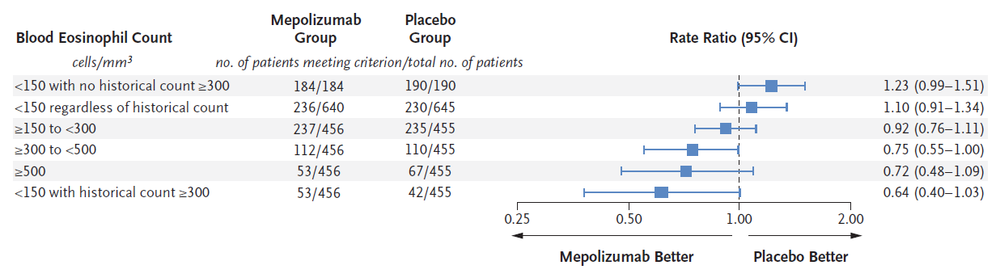 Mepolizumab Placebo
Blood Eosinophil Count Group Group Rate Ratio (95% CI)
cells/mm³ no. of patients meeting criterion/total no. of patients
<150 with no historical count ≥300 184/184 190/190 1.23 (0.99–1.51)
<150 regardless of historical count 236/640 230/645 1.10 (0.91–1.34)
≥150 to <300 237/456 235/455 0.92 (0.76–1.11)
≥300 to <500 112/456 110/455 0.75 (0.55–1.00)
≥500 53/456 67/455 0.72 (0.48–1.09)
<150 with historical count ≥300 53/456 42/455 0.64 (0.40–1.03)
0.25 0.50 1.00 2.00
Mepolizumab Better Placebo Better